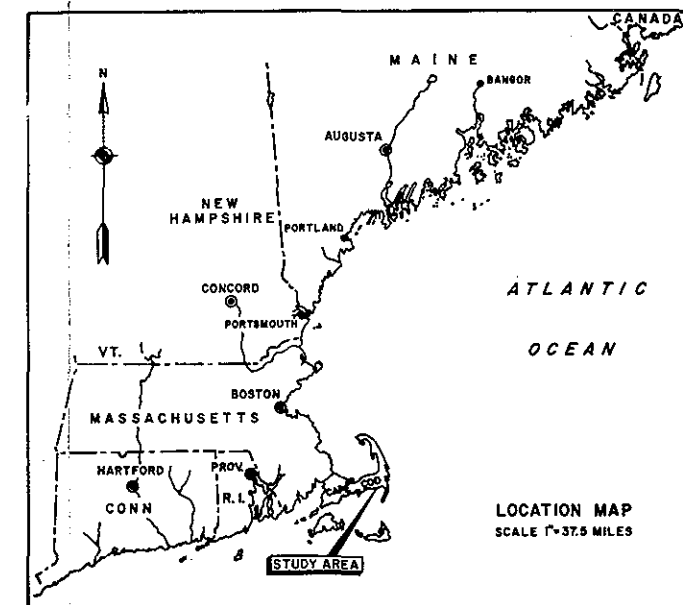 CANADA
MAINE
BANGOR
N
AUGUSTA
NEW
HAMPSHIRE
PORTLAND
CONCORD
ATLANTIC
PORTSMOUTH
OCEAN
VT.
BOSTON
MASSACHUSETTS
HARTFORD
PROV.
CAPE COD
R.I.
CONN
LOCATION MAP
SCALE 1"=37.5 MILES
STUDY AREA